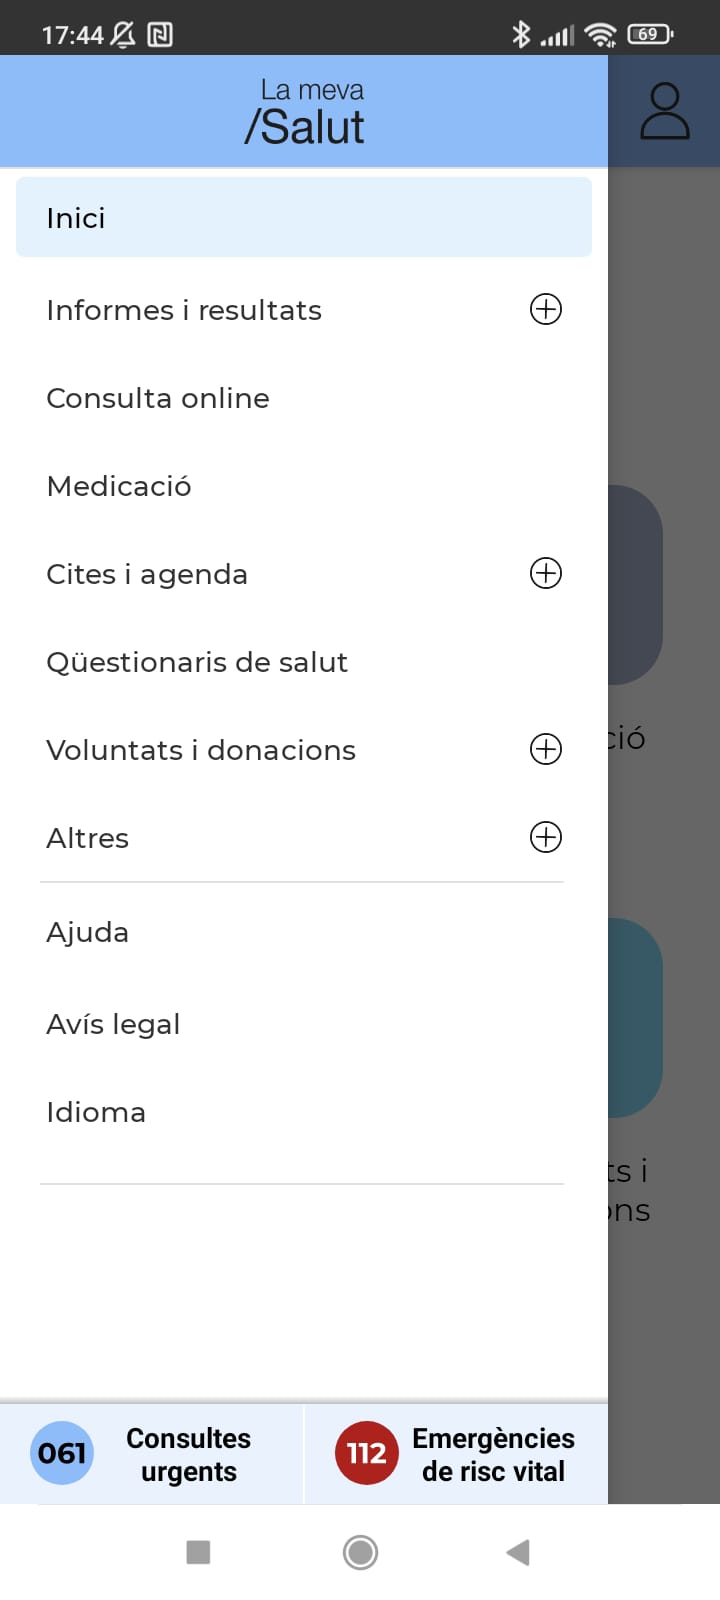 17:44
69
La meva
/Salut
Inici
Informes i resultats
Consulta online
Medicació
Cites i agenda
Qüestionaris de salut
Voluntats i donacions
Altres
Ajuda
Avís legal
Idioma
ció
ts i
ons
061 Consultes
urgents
112 Emergències
de risc vital